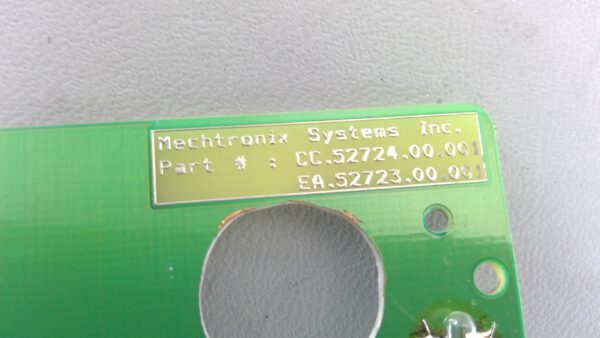 Mechtronix Systems Inc.
Part # : CC.52724.00.001
EA.52723.00.001